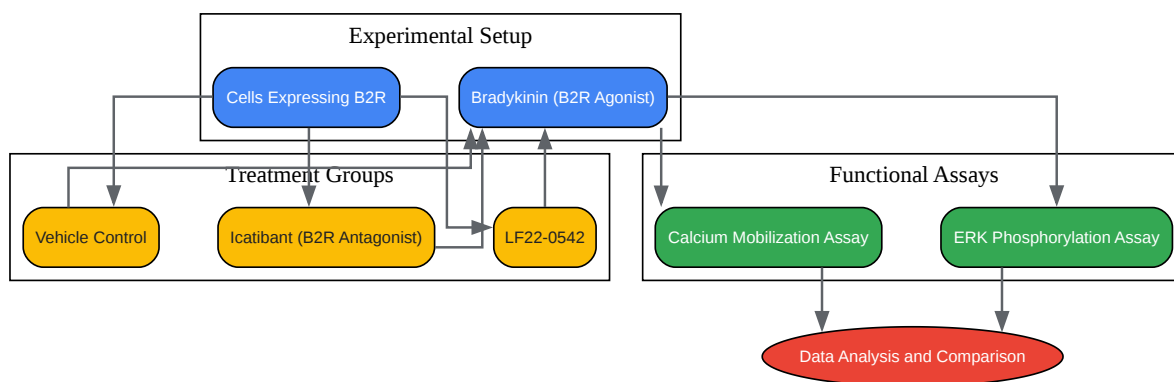 Experimental Setup
Cells Expressing B2R
Bradykinin (B2R Agonist)
Treatment Groups
Functional Assays
Vehicle Control
Icatibant (B2R Antagonist)
LF22-0542
Calcium Mobilization Assay
ERK Phosphorylation Assay
Data Analysis and Comparison